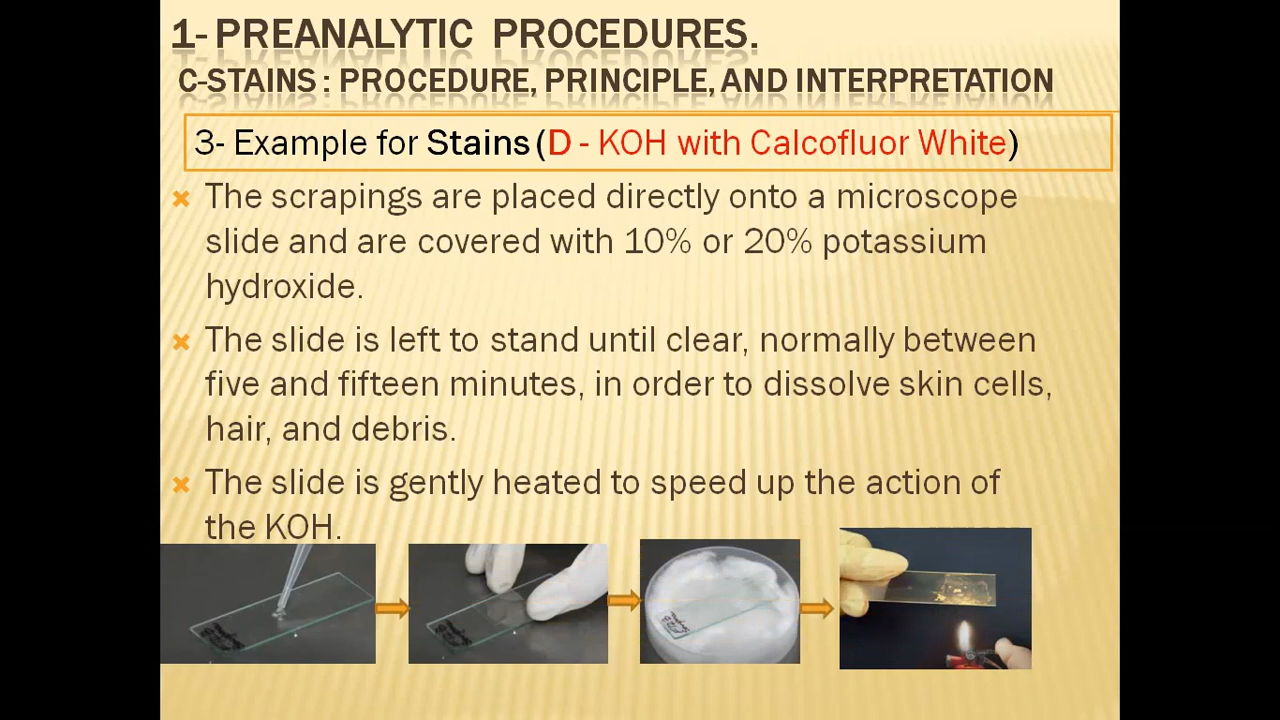 1- PREANALYTIC PROCEDURES.
C-STAINS : PROCEDURE, PRINCIPLE, AND INTERPRETATION
3- Example for Stains (D - KOH with Calcofluor White)
The scrapings are placed directly onto a microscope
slide and are covered with 10% or 20% potassium
hydroxide.
The slide is left to stand until clear, normally between
five and fifteen minutes, in order to dissolve skin cells,
hair, and debris.
The slide is gently heated to speed up the action of
the KOH.